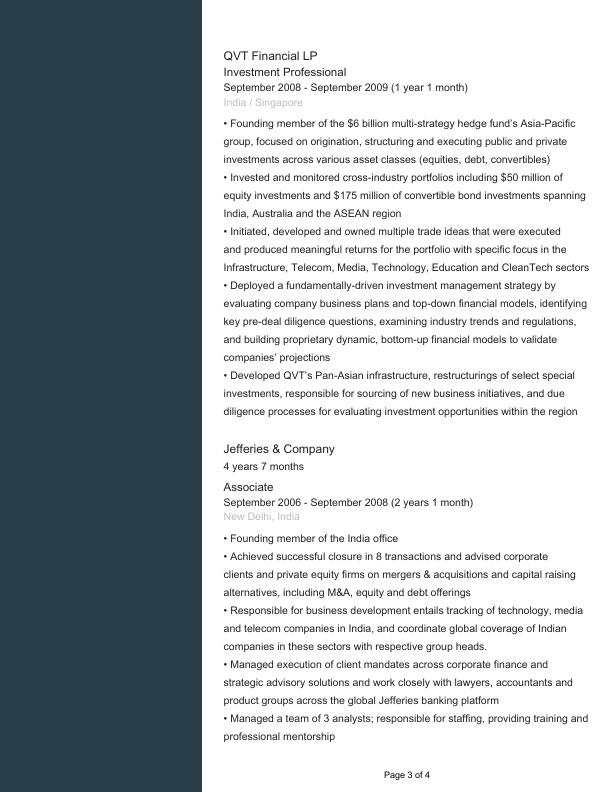 QVT Financial LP
Investment Professional
September 2008 - September 2009 (1 year 1 month)
India / Singapore
• Founding member of the $6 billion multi-strategy hedge fund's Asia-Pacific
group, focused on origination, structuring and executing public and private
investments across various asset classes (equities, debt, convertibles)
• Invested and monitored cross-industry portfolios including $50 million of
equity investments and $175 million of convertible bond investments spanning
India, Australia and the ASEAN region
• Initiated, developed and owned multiple trade ideas that were executed
and produced meaningful returns for the portfolio with specific focus in the
Infrastructure, Telecom, Media, Technology, Education and CleanTech sectors
• Deployed a fundamentally-driven investment management strategy by
evaluating company business plans and top-down financial models, identifying
key pre-deal diligence questions, examining industry trends and regulations,
and building proprietary dynamic, bottom-up financial models to validate
companies' projections
• Developed QVT's Pan-Asian infrastructure, restructurings of select special
investments, responsible for sourcing of new business initiatives, and due
diligence processes for evaluating investment opportunities within the region
Jefferies & Company
4 years 7 months
Associate
September 2006 - September 2008 (2 years 1 month)
New Delhi, India
• Founding member of the India office
• Achieved successful closure in 8 transactions and advised corporate
clients and private equity firms on mergers & acquisitions and capital raising
alternatives, including M&A, equity and debt offerings
• Responsible for business development entails tracking of technology, media
and telecom companies in India, and coordinate global coverage of Indian
companies in these sectors with respective group heads.
• Managed execution of client mandates across corporate finance and
strategic advisory solutions and work closely with lawyers, accountants and
product groups across the global Jefferies banking platform
• Managed a team of 3 analysts; responsible for staffing, providing training and
professional mentorship
Page 3 of 4